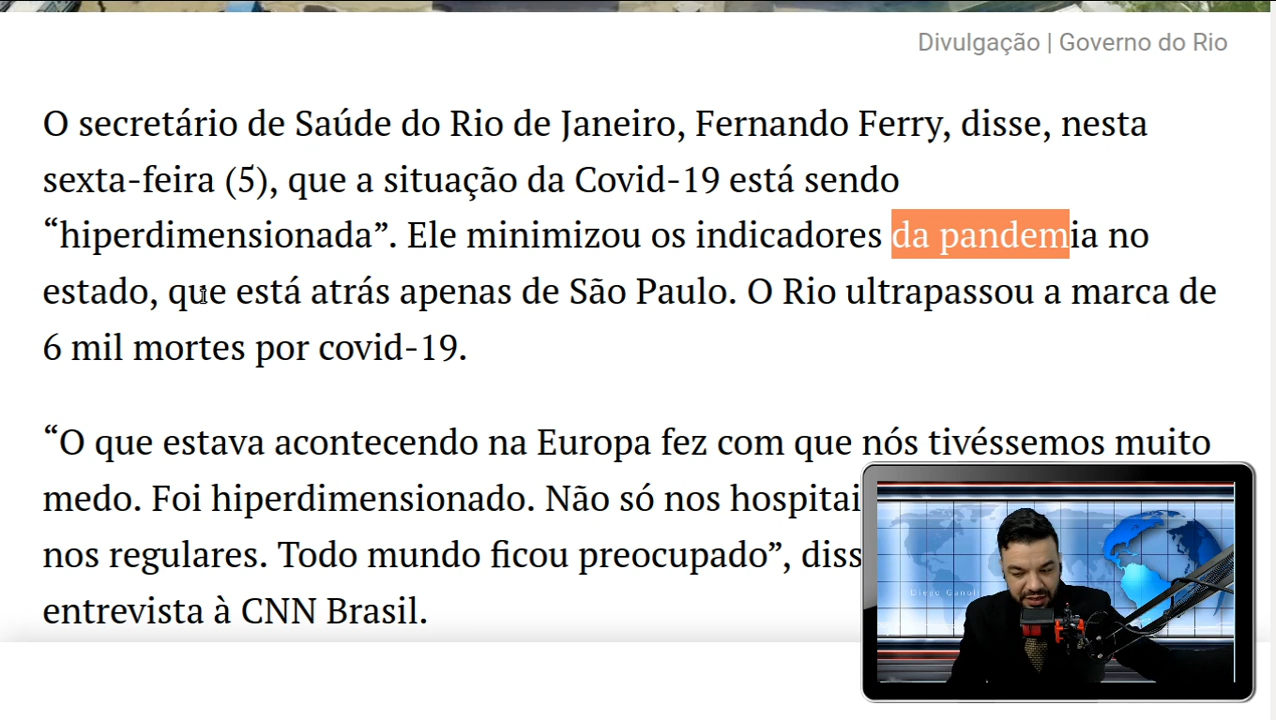 Divulgação | Governo do Rio
O secretário de Saúde do Rio de Janeiro, Fernando Ferry, disse, nesta
sexta-feira (5), que a situação da Covid-19 está sendo
“hiperdimensionada”. Ele minimizou os indicadores da pandemia no
estado, que está atrás apenas de São Paulo. O Rio ultrapassou a marca de
6 mil mortes por covid-19.
“O que estava acontecendo na Europa fez com que nós tivéssemos muito
medo. Foi hiperdimensionado. Não só nos hospitai
nos regulares. Todo mundo ficou preocupado”, diss
entrevista à CNN Brasil.